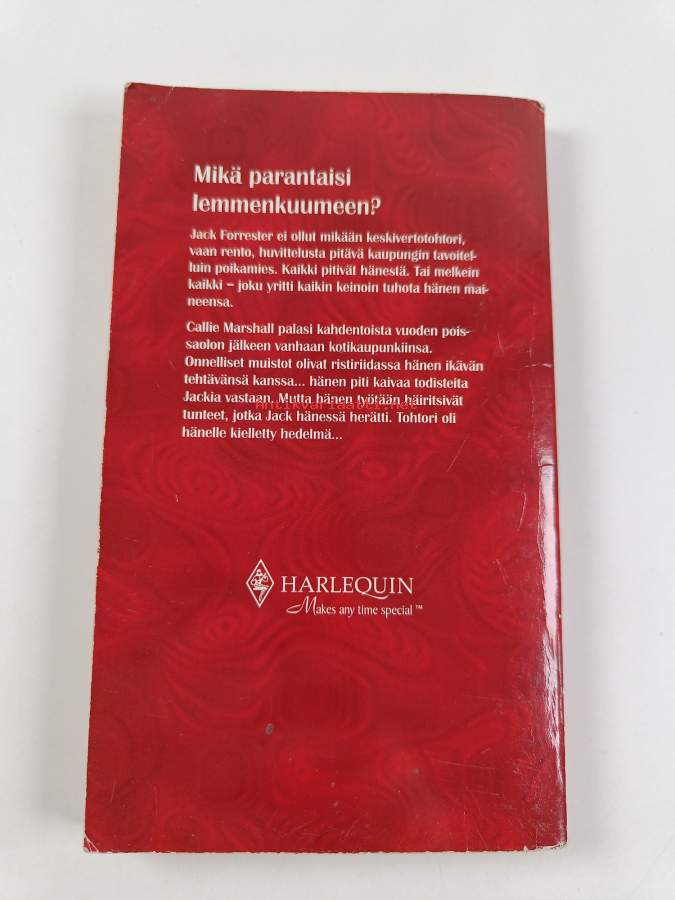 Mikä parantaisi
lemmenkuumeen?
Jack Forrester ei ollut mikään keskivertotohtori,
vaan rento, huvittelusta pitävä kaupungin tavoitel-
luin poikamies. Kaikki pitivät hänestä. Tai melkein
kaikki – joku yritti kaikin keinoin tuhota hänen mai-
neensa.
Callie Marshall palasi kahdentoista vuoden pois-
saolon jälkeen vanhaan kotikaupunkiinsa.
Onnelliset muistot olivat ristiriidassa hänen ikävän
tehtävänsä kanssa... hänen piti kaivaa todisteita
Jackia vastaan. Mutta hänen työtään häiritsivät
antikvariaatti.net
tunteet, jotka Jack hänessä herätti. Tohtori oli
hänelle kielletty hedelmä...
HARLEQUIN
Makes any time special™